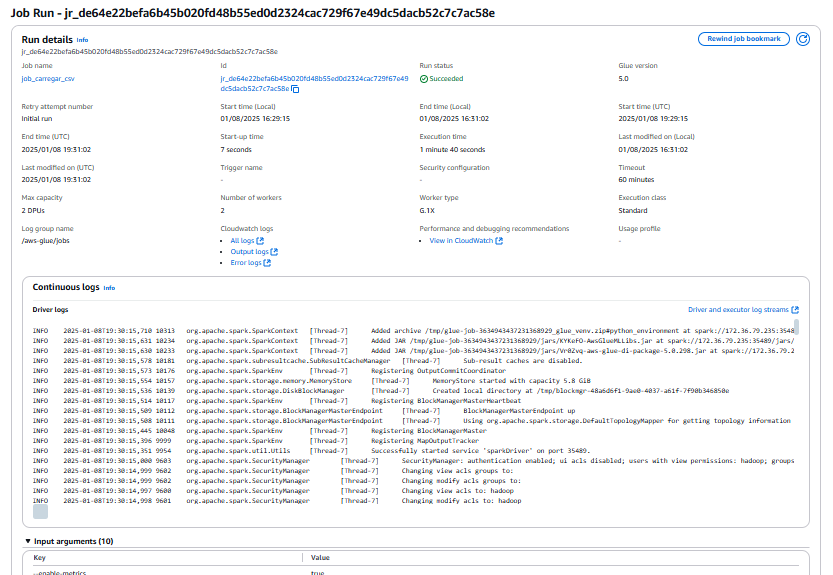 Job Run - jr_de64e22befa6b45b020fd48b55ed0d2324cac729f67e49dc5dacb52c7c7ac58e
Run details Info
Rewind job bookmark
jr_de64e22befa6b45b020fd48b55ed0d2324cac729f67e49dc5dacb52c7c7ac58e
Job name Id Run status Glue version
job_carregar_csv jr_de64e22befa6b45b020fd48b55ed0d2324cac729f67e49 Succeeded 5.0
dc5dacb52c7c7ac58e
Retry attempt number Start time (Local) End time (Local) Start time (UTC)
Initial run 01/08/2025 16:29:15 01/08/2025 16:31:02 2025/01/08 19:29:15
End time (UTC) Start-up time Execution time Last modified on (Local)
2025/01/08 19:31:02 7 seconds 1 minute 40 seconds 01/08/2025 16:31:02
Last modified on (UTC) Trigger name Security configuration Timeout
2025/01/08 19:31:02 - - 60 minutes
Max capacity Number of workers Worker type Execution class
2 DPUs 2 G.1X Standard
Log group name Cloudwatch logs Performance and debugging recommendations Usage profile
/aws-glue/jobs • All logs • View in CloudWatch -
• Output logs
• Error logs
Continuous logs Info
Driver logs Driver and executor log streams
INFO 2025-01-08T19:30:15,710 10313 org.apache.spark.SparkContext [Thread-7] Added archive /tmp/glue-job-3634943437231368929_glue_venv.zip#python_environment at spark://172.36.79.235:3548
INFO 2025-01-08T19:30:15,631 10234 org.apache.spark.SparkContext [Thread-7] Added JAR /tmp/glue-job-3634943437231368929/jars/KYKeFO-AwsGlueMLLibs.jar at spark://172.36.79.235:35489/jars/
INFO 2025-01-08T19:30:15,630 10233 org.apache.spark.SparkContext [Thread-7] Added JAR /tmp/glue-job-3634943437231368929/jars/Vr0Zvq-aws-glue-di-package-5.0.298.jar at spark://172.36.79.2
INFO 2025-01-08T19:30:15,578 10181 org.apache.spark.subresultcache.SubResultCacheManager [Thread-7] Sub-result caches are disabled.
INFO 2025-01-08T19:30:15,573 10176 org.apache.spark.SparkEnv [Thread-7] Registering OutputCommitCoordinator
INFO 2025-01-08T19:30:15,554 10157 org.apache.spark.storage.memory.MemoryStore [Thread-7] MemoryStore started with capacity 5.8 GiB
INFO 2025-01-08T19:30:15,536 10139 org.apache.spark.storage.DiskBlockManager [Thread-7] Created local directory at /tmp/blockmgr-48a6d6f1-9ae0-4037-a61f-7f90b346850e
INFO 2025-01-08T19:30:15,514 10117 org.apache.spark.SparkEnv [Thread-7] Registering BlockManagerMasterHeartbeat
INFO 2025-01-08T19:30:15,509 10112 org.apache.spark.storage.BlockManagerMasterEndpoint [Thread-7] BlockManagerMasterEndpoint up
INFO 2025-01-08T19:30:15,508 10111 org.apache.spark.storage.BlockManagerMasterEndpoint [Thread-7] Using org.apache.spark.storage.DefaultTopologyMapper for getting topology information
INFO 2025-01-08T19:30:15,445 10048 org.apache.spark.SparkEnv [Thread-7] Registering BlockManagerMaster
INFO 2025-01-08T19:30:15,396 9999 org.apache.spark.SparkEnv [Thread-7] Registering MapOutputTracker
INFO 2025-01-08T19:30:15,351 9954 org.apache.spark.util.Utils [Thread-7] Successfully started service 'sparkDriver' on port 35489.
INFO 2025-01-08T19:30:15,000 9603 org.apache.spark.SecurityManager [Thread-7] SecurityManager: authentication enabled; ui acls disabled; users with view permissions: hadoop; groups
INFO 2025-01-08T19:30:14,999 9602 org.apache.spark.SecurityManager [Thread-7] Changing view acls groups to:
INFO 2025-01-08T19:30:14,999 9602 org.apache.spark.SecurityManager [Thread-7] Changing modify acls groups to:
INFO 2025-01-08T19:30:14,997 9600 org.apache.spark.SecurityManager [Thread-7] Changing view acls to: hadoop
INFO 2025-01-08T19:30:14,998 9601 org.apache.spark.SecurityManager [Thread-7] Changing modify acls to: hadoop
Input arguments (10)
Key Value
--enable-metrics true